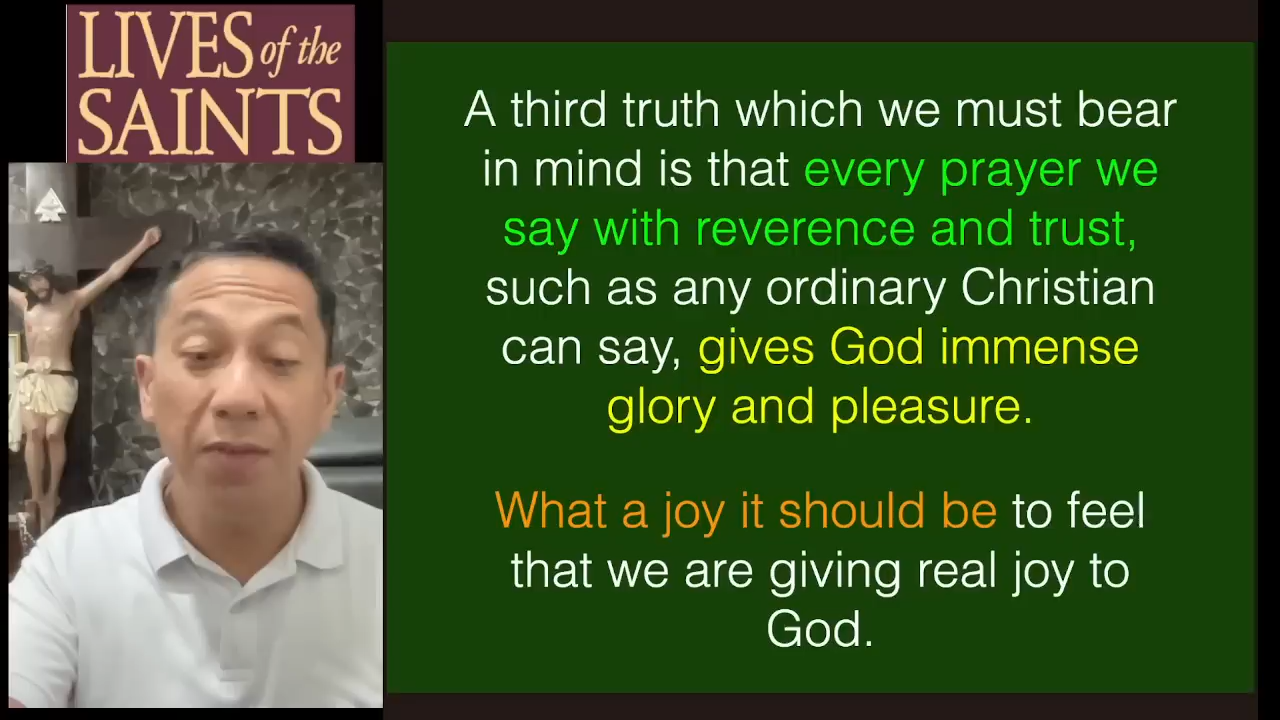 LIVES of the
SAINTS
A third truth which we must bear
in mind is that every prayer we
say with reverence and trust,
such as any ordinary Christian
can say, gives God immense
glory and pleasure.
What a joy it should be to feel
that we are giving real joy to
God.